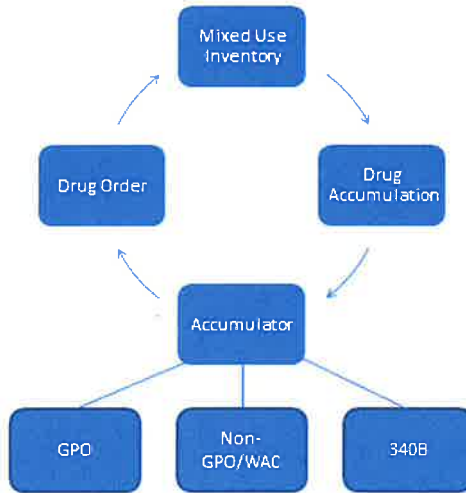 Mixed Use
Inventory
Drug Order
Drug
Accumulation
Accumulator
GPO
Non-
GPO/WAC
340B